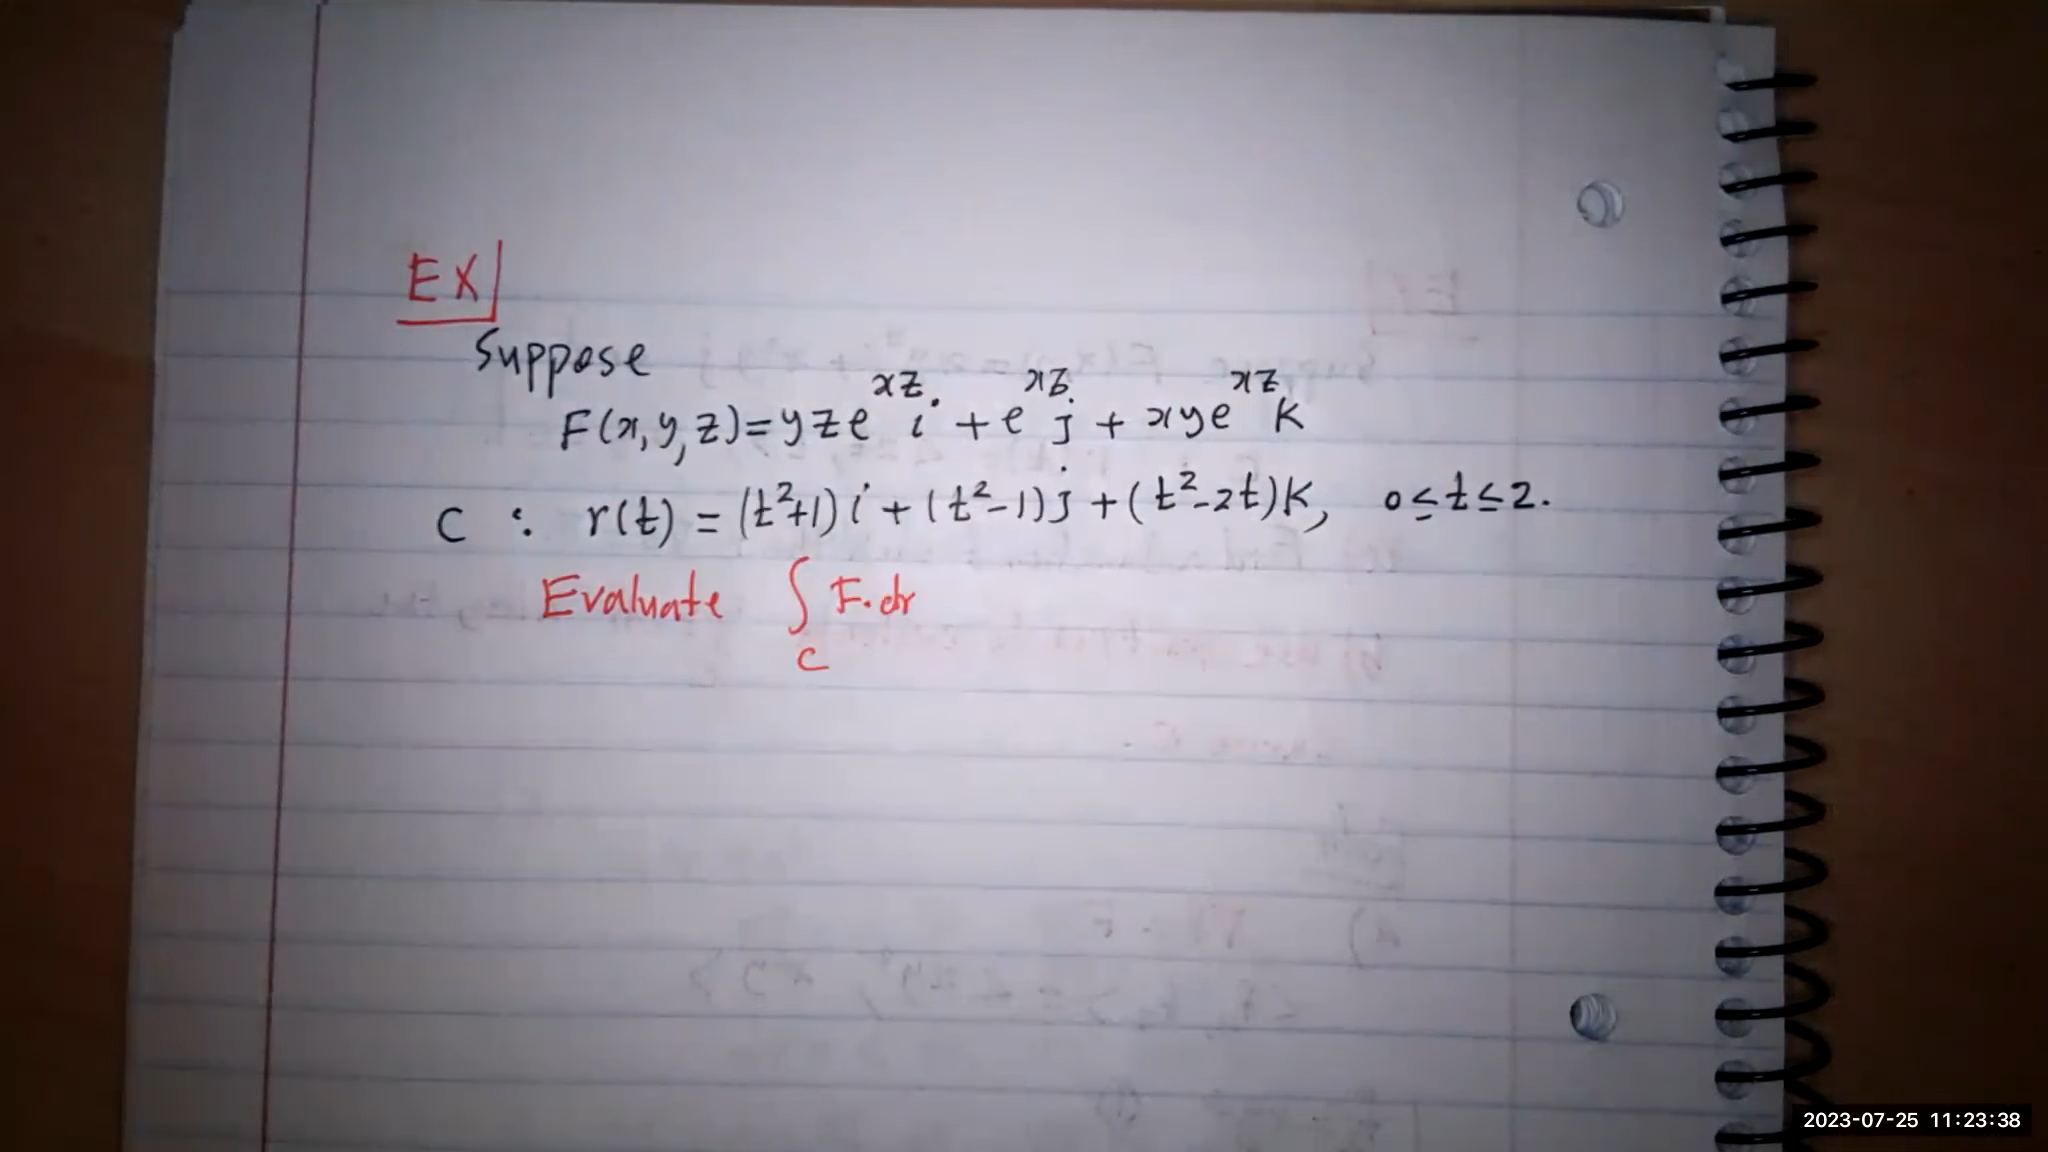 EX
Suppose
F(x,y,z)=yze^{xz} i + e^{xz} j + xye^{xz} k
C : r(t) = (t²+1) i + (t²-1) j + (t²-2t) k, 0≤t≤2.
Evaluate ∫_C F.dr
2023-07-25 11:23:38